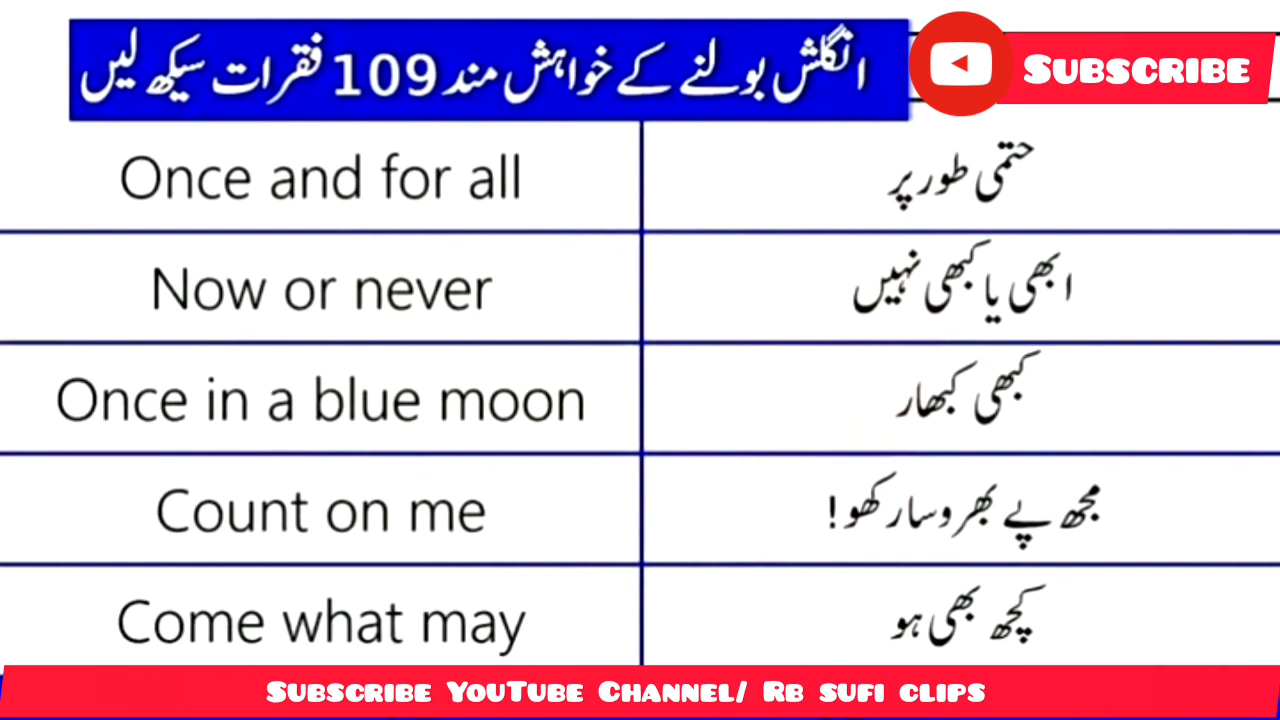 انگلش بولنے کے خواہش مند 109 فقرات سیکھ لیں
Subscribe
Once and for all
حتمی طور پر
Now or never
ابھی یا کبھی نہیں
Once in a blue moon
کبھی کبھار
Count on me
مجھ پے بھروسا رکھو!
Come what may
کچھ بھی ہو
Subscribe YouTube Channel/ Rb sufi clips